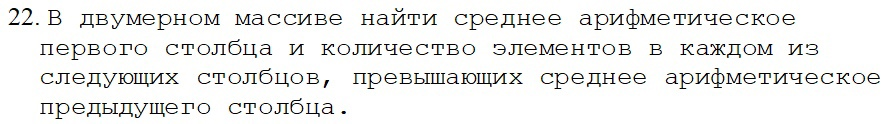 22. В двумерном массиве найти среднее арифметическое
первого столбца и количество элементов в каждом из
следующих столбцов, превышающих среднее арифметическое
предыдущего столбца.